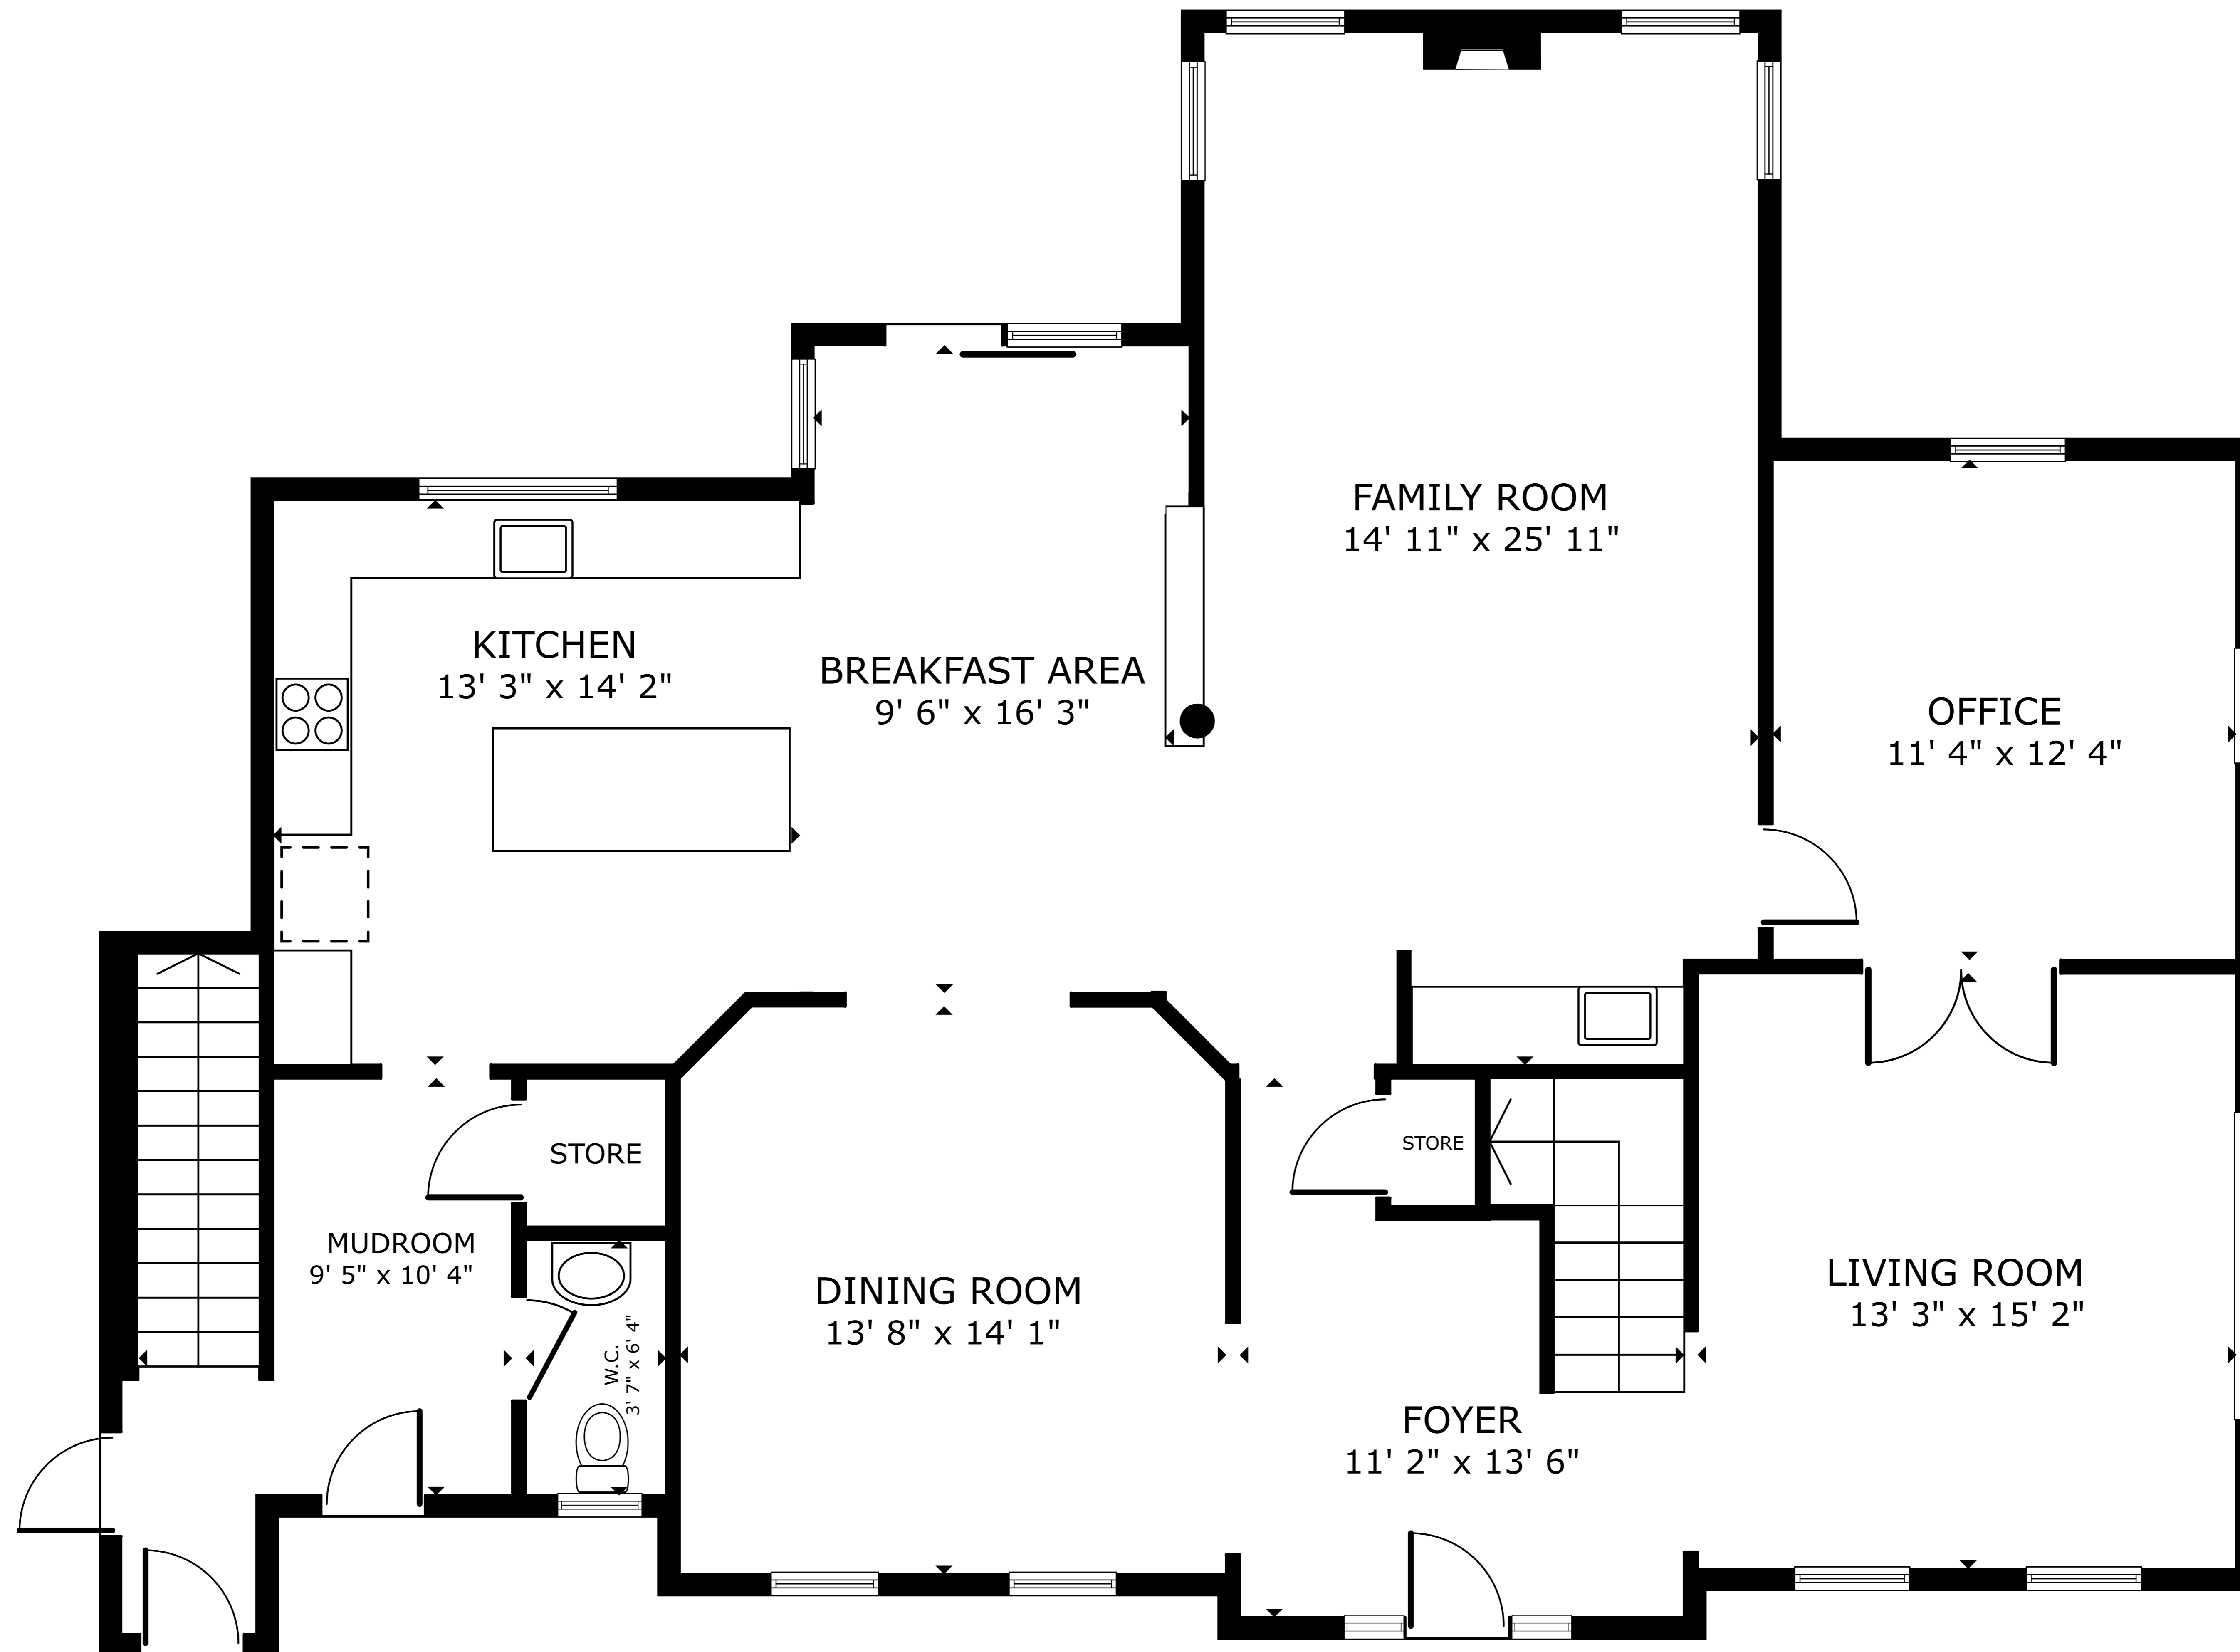 FAMILY ROOM
14' 11" x 25' 11"
KITCHEN
13' 3" x 14' 2"
BREAKFAST AREA
9' 6" x 16' 3"
OFFICE
11' 4" x 12' 4"
STORE
STORE
MUDROOM
9' 5" x 10' 4"
W.C.
3' 7" x 6' 4"
DINING ROOM
13' 8" x 14' 1"
LIVING ROOM
13' 3" x 15' 2"
FOYER
11' 2" x 13' 6"